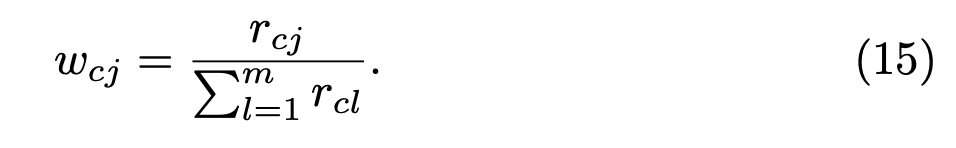 w_{cj} = \frac{r_{cj}}{\sum_{l=1}^{m} r_{cl}}. (15)